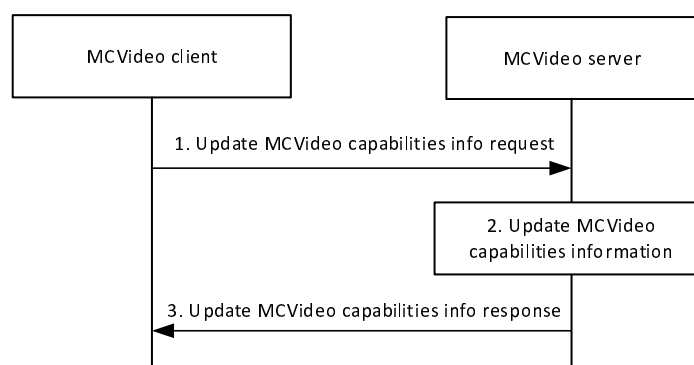 MCVideo client
MCVideo server
1. Update MCVideo capabilities info request
2. Update MCVideo
capabilities information
3. Update MCVideo capabilities info response